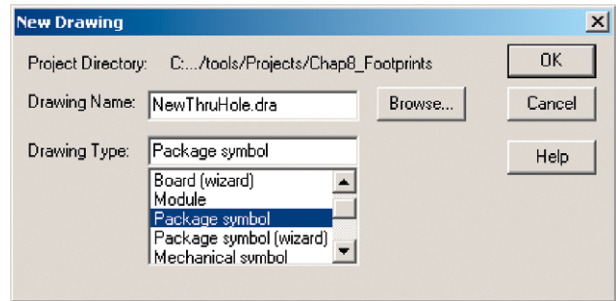 New Drawing
Project Directory: C:.../tools/Projects/Chap8_Footprints
OK
Drawing Name: NewThruHole.dra
Browse...
Cancel
Drawing Type: Package symbol
Help
Board (wizard)
Module
Package symbol
Package symbol (wizard)
Mechanical symbol